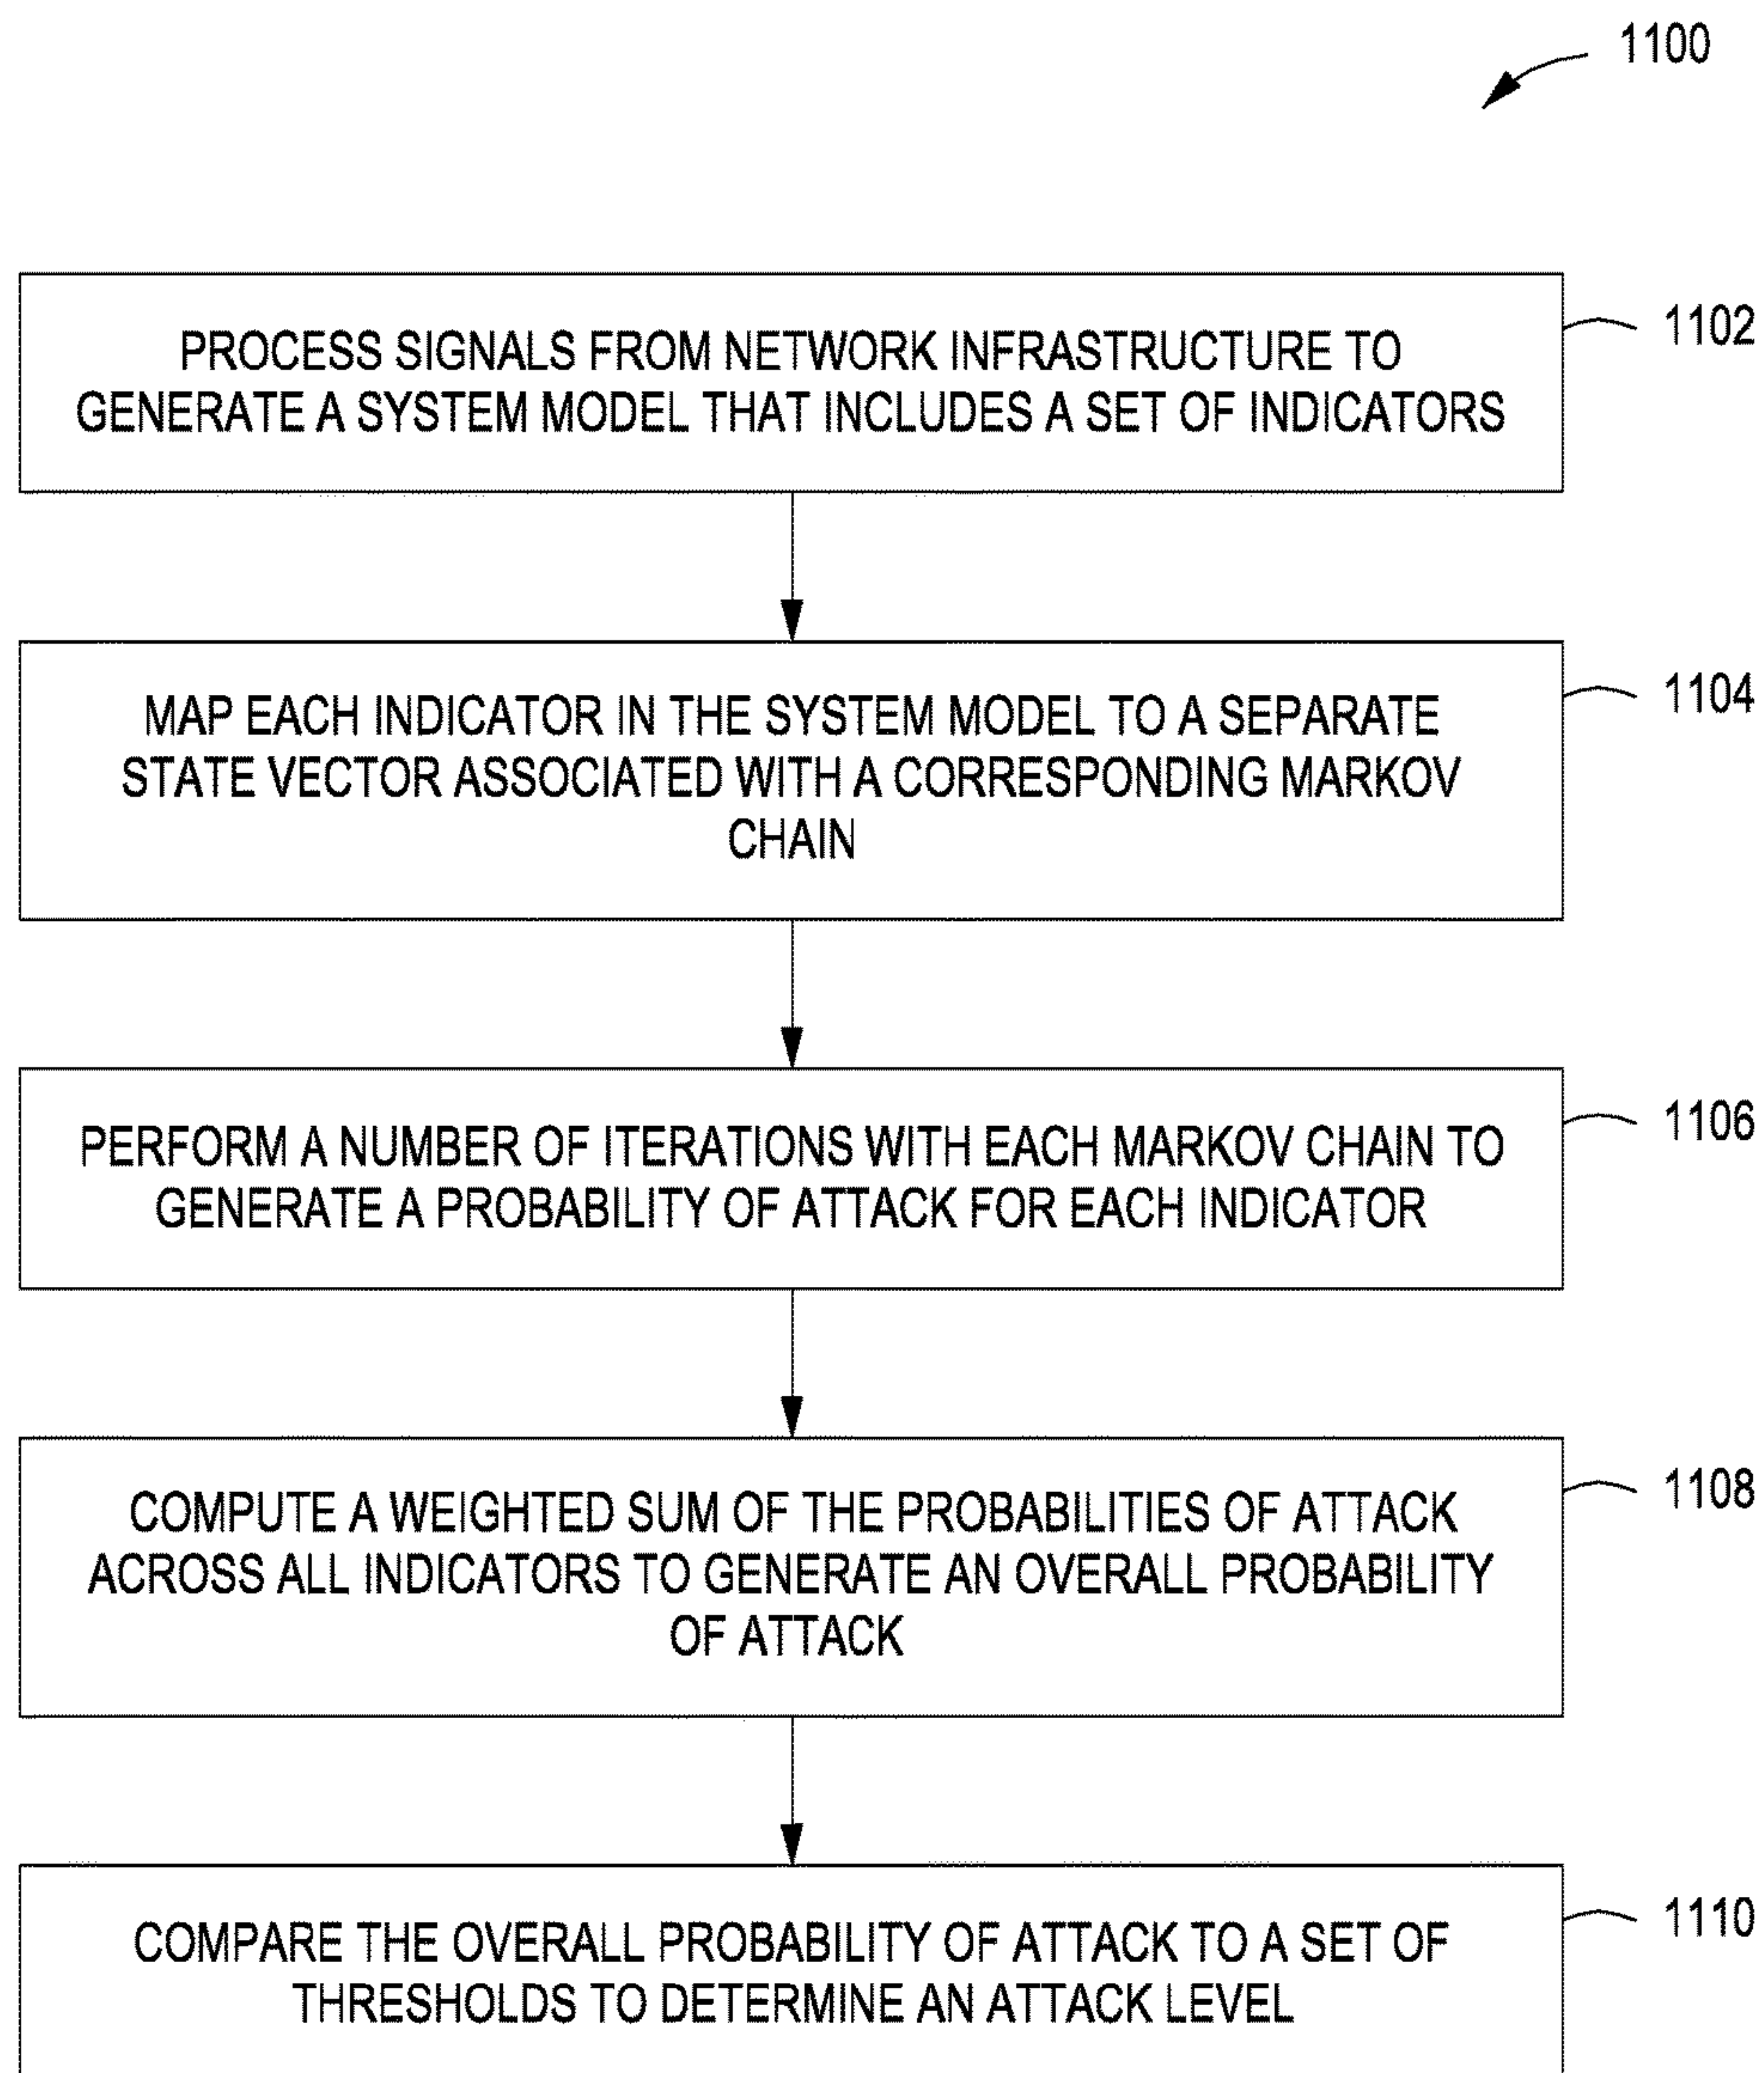 1100
PROCESS SIGNALS FROM NETWORK INFRASTRUCTURE TO
GENERATE A SYSTEM MODEL THAT INCLUDES A SET OF INDICATORS
1102
MAP EACH INDICATOR IN THE SYSTEM MODEL TO A SEPARATE
STATE VECTOR ASSOCIATED WITH A CORRESPONDING MARKOV
CHAIN
1104
PERFORM A NUMBER OF ITERATIONS WITH EACH MARKOV CHAIN TO
GENERATE A PROBABILITY OF ATTACK FOR EACH INDICATOR
1106
COMPUTE A WEIGHTED SUM OF THE PROBABILITIES OF ATTACK
ACROSS ALL INDICATORS TO GENERATE AN OVERALL PROBABILITY
OF ATTACK
1108
COMPARE THE OVERALL PROBABILITY OF ATTACK TO A SET OF
THRESHOLDS TO DETERMINE AN ATTACK LEVEL
1110